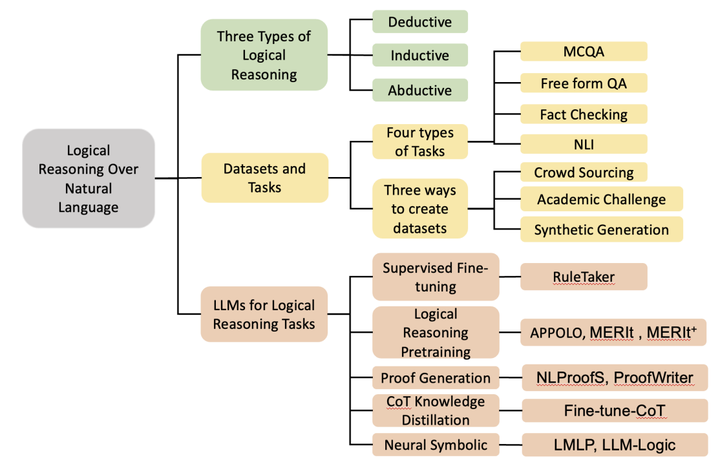 Logical
Reasoning Over
Natural
Language
Three Types of
Logical
Reasoning
Deductive
Inductive
Abductive
Datasets and
Tasks
Four types
of Tasks
MCQA
Free form QA
Fact Checking
NLI
Three ways
to create
datasets
Crowd Sourcing
Academic Challenge
Synthetic Generation
LLMs for Logical
Reasoning Tasks
Supervised Fine-
tuning
RuleTaker
Logical
Reasoning
Pretraining
APPOLO, MERIt , MERIt⁺
Proof Generation
NLProofS, ProofWriter
CoT Knowledge
Distillation
Fine-tune-CoT
Neural Symbolic
LMLP, LLM-Logic